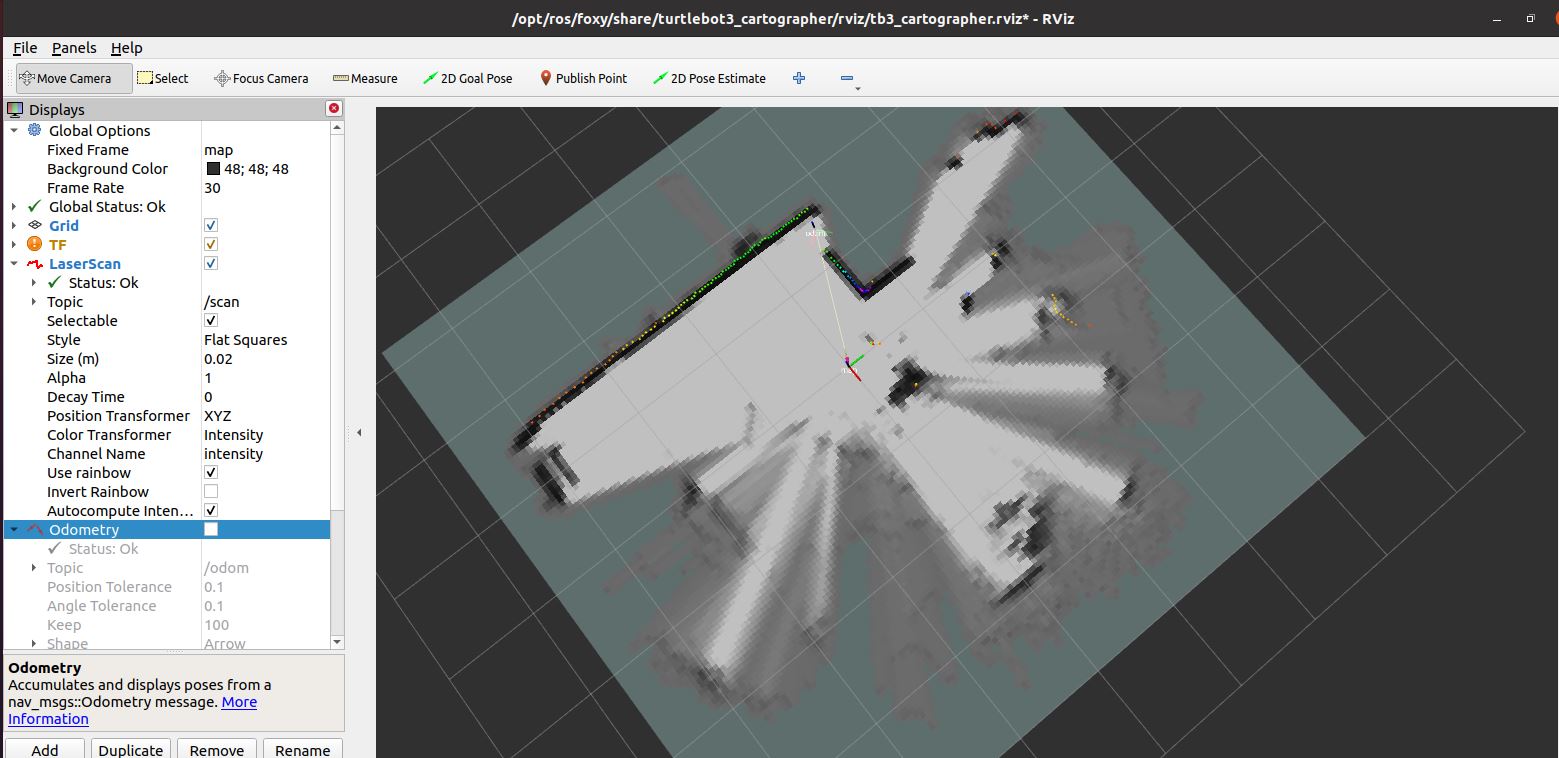 /opt/ros/foxy/share/turtlebot3_cartographer/rviz/tb3_cartographer.rviz* - RViz
File Panels Help
Move Camera Select Focus Camera Measure 2D Goal Pose Publish Point 2D Pose Estimate
Displays
Global Options
Fixed Frame map
Background Color 48; 48; 48
Frame Rate 30
Global Status: Ok
Grid
TF
LaserScan
Status: Ok
Topic /scan
Selectable
Style Flat Squares
Size (m) 0.02
Alpha 1
Decay Time 0
Position Transformer XYZ
Color Transformer Intensity
Channel Name intensity
Use rainbow
Invert Rainbow
Autocompute Inten…
Odometry
Status: Ok
Topic /odom
Position Tolerance 0.1
Angle Tolerance 0.1
Keep 100
Shape Arrow
Odometry
Accumulates and displays poses from a
nav_msgs::Odometry message. More
Information
Add Duplicate Remove Rename